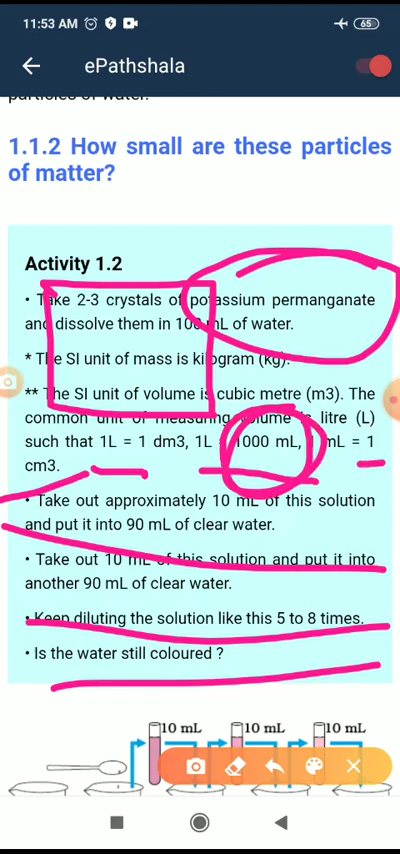 11:53 AM
65
ePathshala
particles of water.
1.1.2 How small are these particles
of matter?
Activity 1.2
• Take 2-3 crystals of potassium permanganate
and dissolve them in 100 mL of water.
* The SI unit of mass is kilogram (kg).
** The SI unit of volume is cubic metre (m3). The
common unit of measuring volume is litre (L)
such that 1L = 1 dm3, 1L = 1000 mL, 1 mL = 1
cm3.
• Take out approximately 10 mL of this solution
and put it into 90 mL of clear water.
• Take out 10 mL of this solution and put it into
another 90 mL of clear water.
• Keep diluting the solution like this 5 to 8 times.
• Is the water still coloured ?
10 mL
10 mL
10 mL